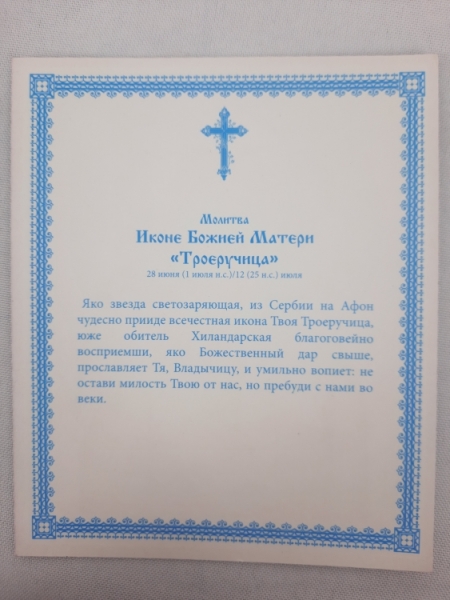 Молитва
Иконе Божией Матери
«Троеручица»
28 июня (1 июля н.с.)/12 (25 н.с.) июля
Яко звезда светозаряющая, из Сербии на Афон
чудесно прииде всечестная икона Твоя Троеручица,
юже обитель Хиландарская благоговейно
восприемши, яко Божественный дар свыше,
прославляет Тя, Владычицу, и умильно вопиет: не
остави милость Твою от нас, но пребуди с нами во
веки.